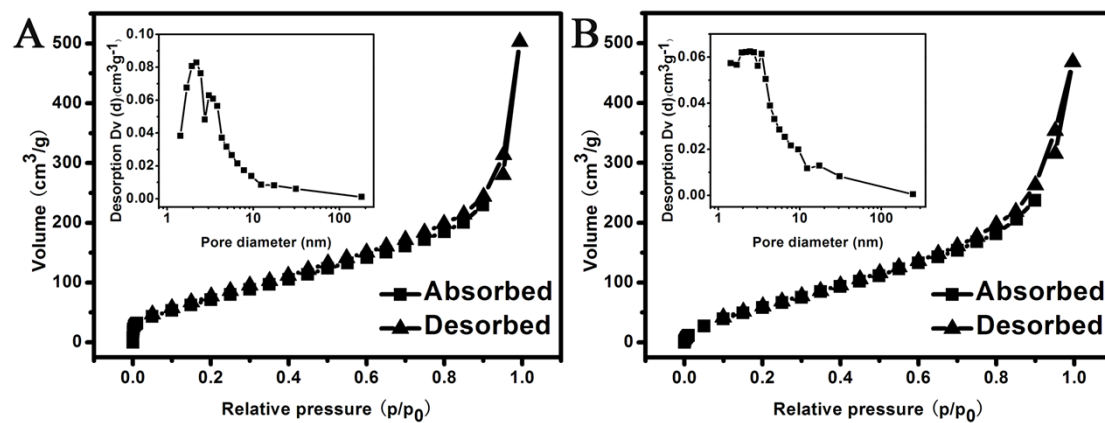 A
Volume (cm³/g)
500
400
300
200
100
0
0.0 0.2 0.4 0.6 0.8 1.0
Relative pressure (p/p₀)
Absorbed
Desorbed
Desorption Dv (d)(cm³g-1)
0.10
0.08
0.06
0.04
0.02
0.00
1 10 100
Pore diameter (nm)
B
Volume (cm³/g)
500
400
300
200
100
0
0.0 0.2 0.4 0.6 0.8 1.0
Relative pressure (p/p₀)
Absorbed
Desorbed
Desorption Dv (d)(cm³g-1)
0.06
0.04
0.02
0.00
1 10 100
Pore diameter (nm)